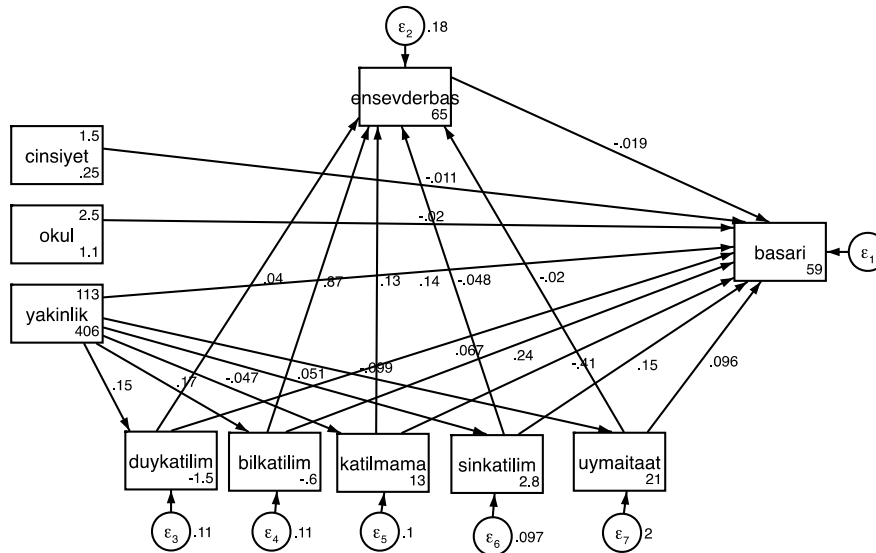 ε2 .18
ensevderbas
65
1.5
cinsiyet
.25
-.019
-.011
2.5
okul
1.1
-.02
basari
59
ε1
.04
.87
.13
.14
-.048
-.02
113
yakinlik
406
.067
.24
-.41
.15
.096
.15
.17
-.047
.051
-.099
duykatilim
-1.5
bilkatilim
-.6
katilmama
13
sinkatilim
2.8
uymaitaat
21
ε3 .11
ε4 .11
ε5 .1
ε6 .097
ε7 2